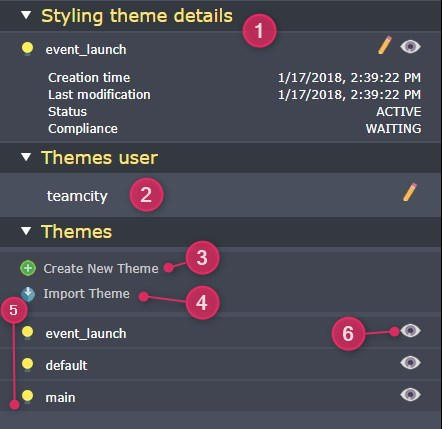 Styling theme details
1
event_launch
Creation time 1/17/2018, 2:39:22 PM
Last modification 1/17/2018, 2:39:22 PM
Status ACTIVE
Compliance WAITING
Themes user
teamcity
2
Themes
Create New Theme
3
Import Theme
4
5
event_launch
6
default
main